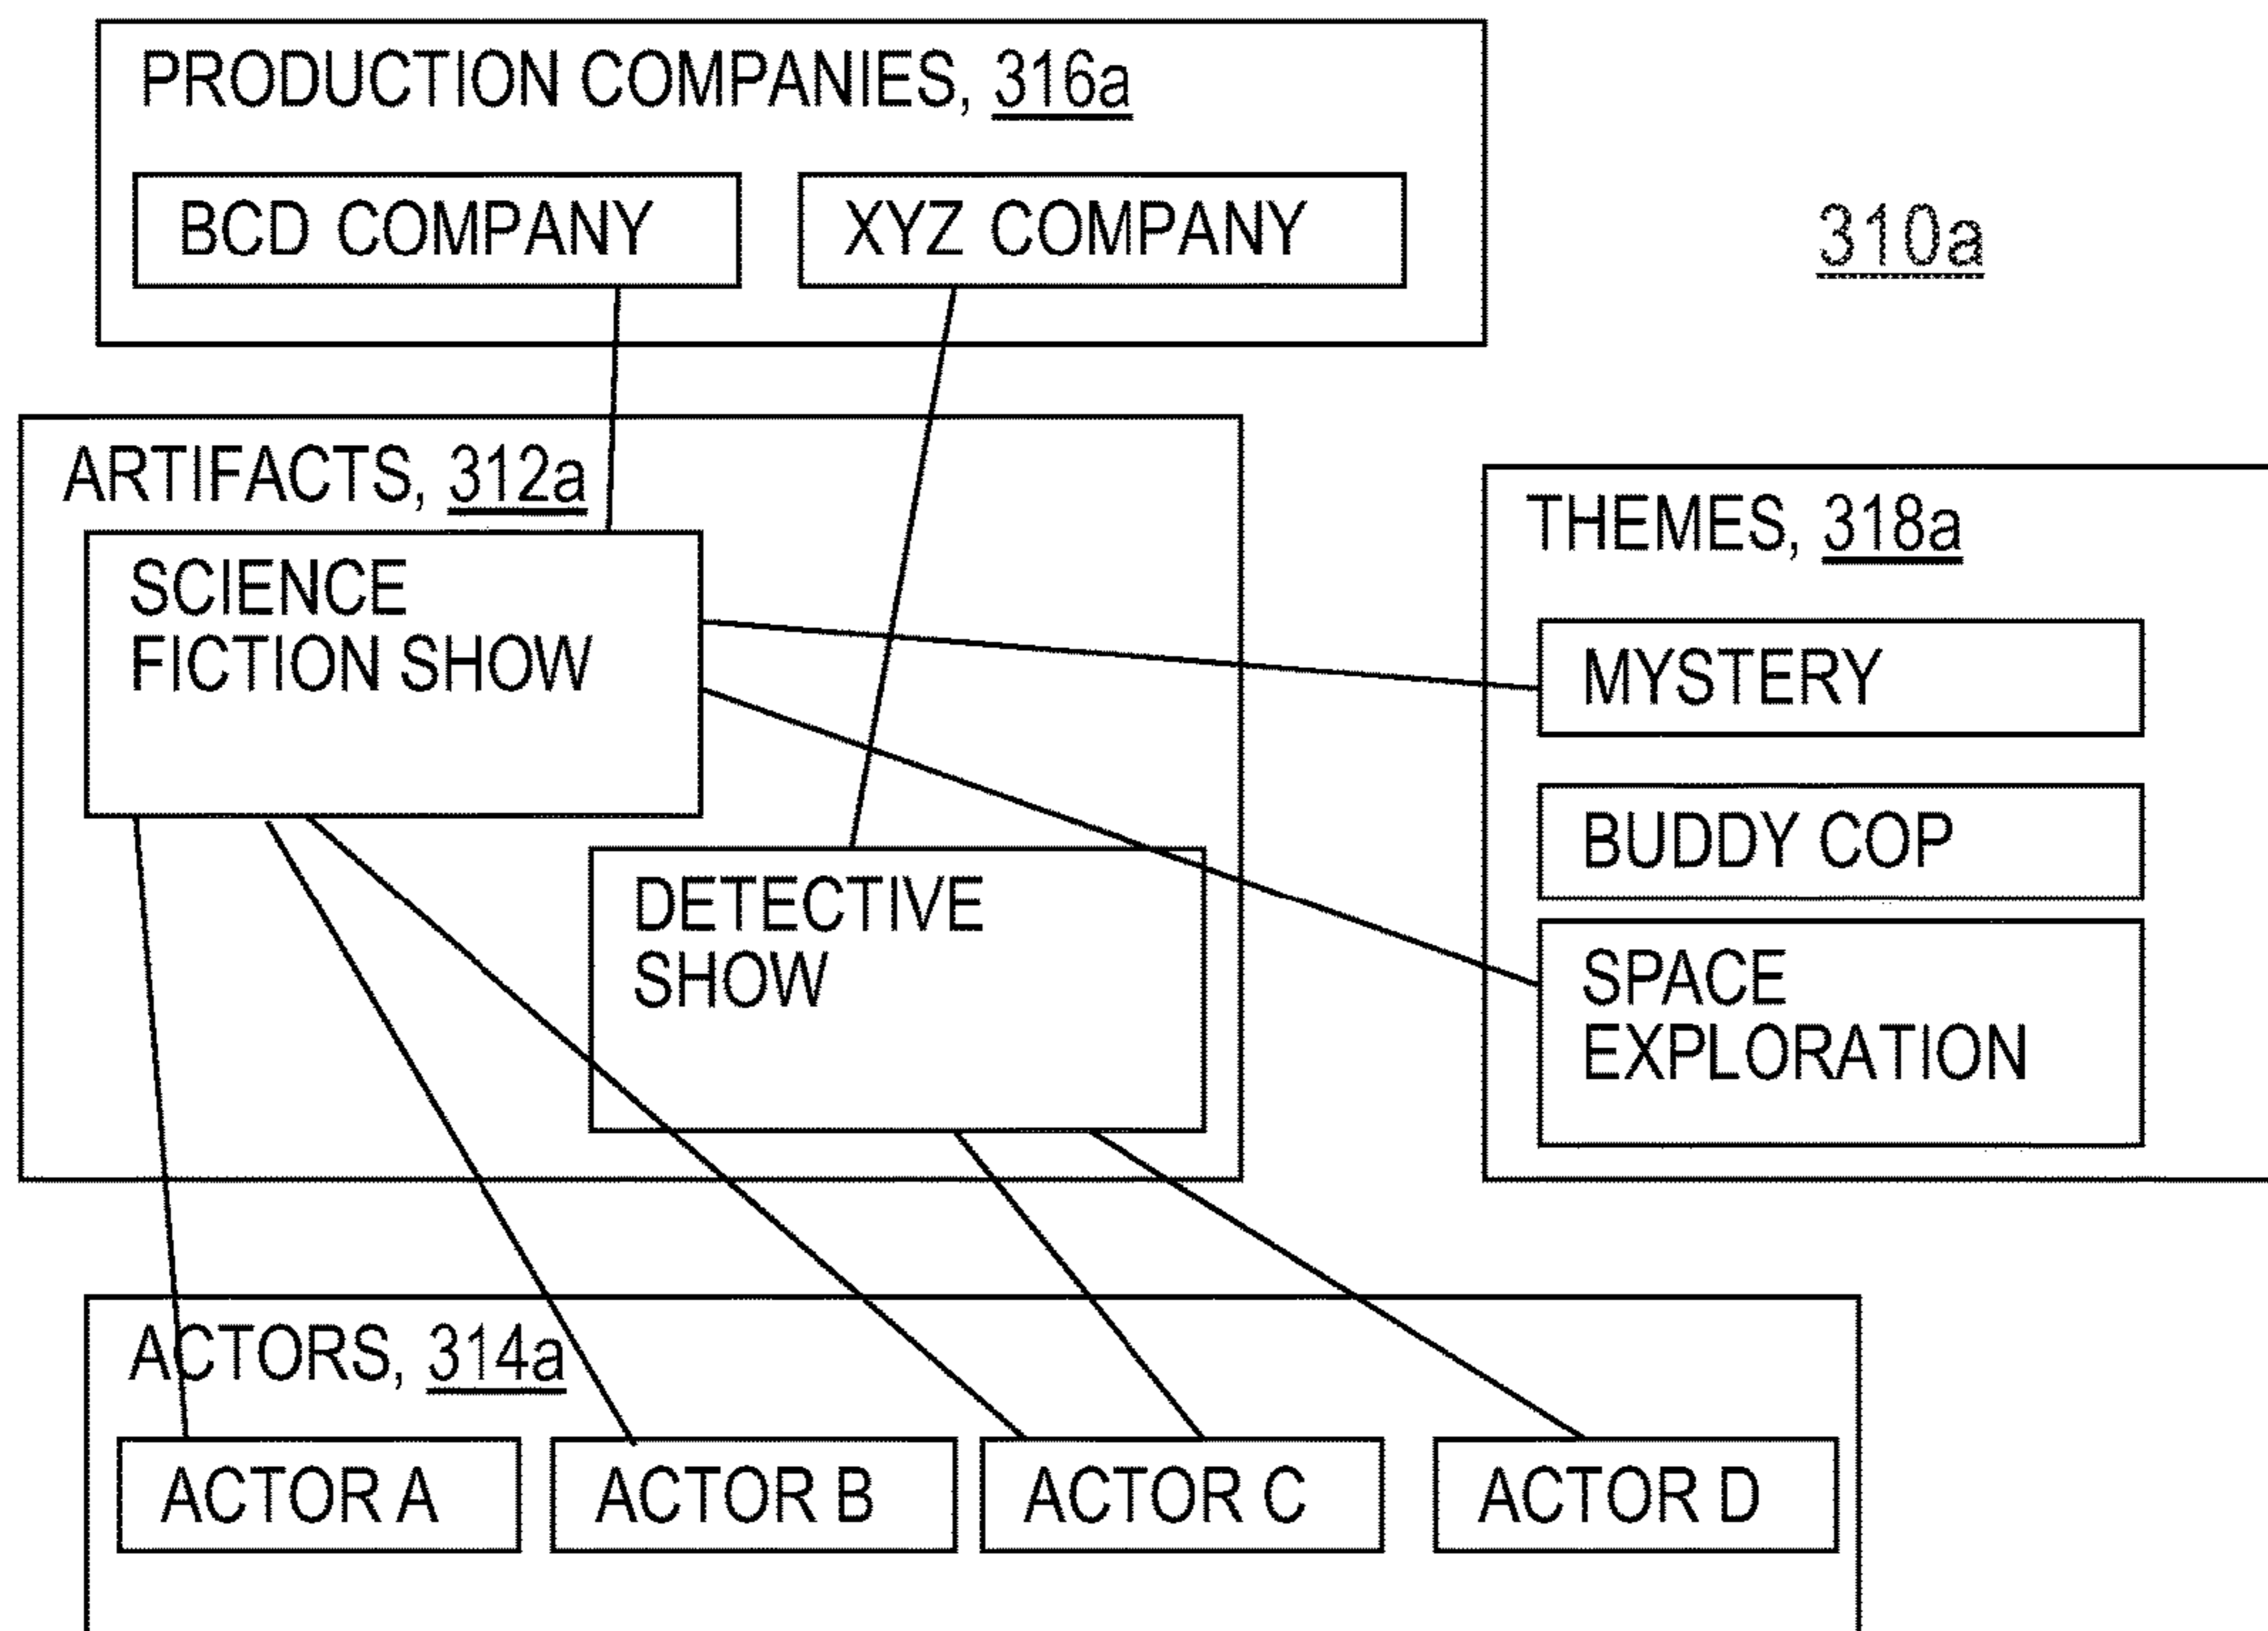 PRODUCTION COMPANIES, 316a
BCD COMPANY
XYZ COMPANY
310a
ARTIFACTS, 312a
SCIENCE
FICTION SHOW
DETECTIVE
SHOW
THEMES, 318a
MYSTERY
BUDDY COP
SPACE
EXPLORATION
ACTORS, 314a
ACTOR A
ACTOR B
ACTOR C
ACTOR D